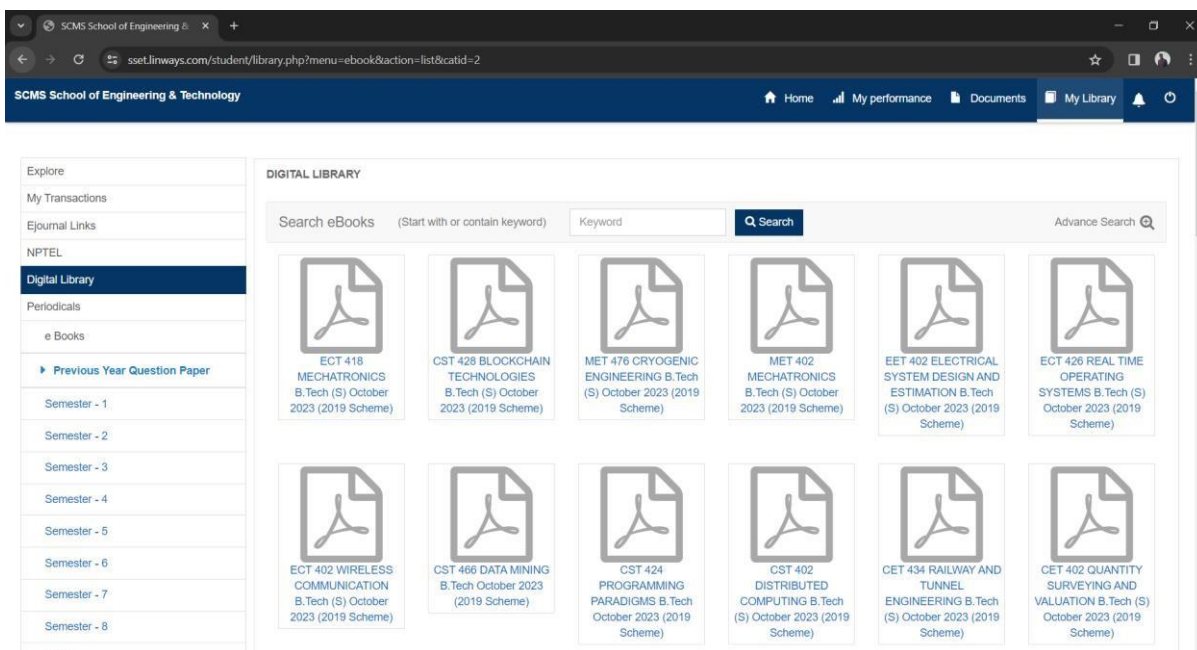 SCMS School of Engineering &
sset.linways.com/student/library.php?menu=ebook&action=list&catid=2
SCMS School of Engineering & Technology
Home
My performance
Documents
My Library
Explore
My Transactions
Ejournal Links
NPTEL
Digital Library
Periodicals
e Books
Previous Year Question Paper
Semester - 1
Semester - 2
Semester - 3
Semester - 4
Semester - 5
Semester - 6
Semester - 7
Semester - 8
DIGITAL LIBRARY
Search eBooks (Start with or contain keyword) Keyword Search Advance Search
ECT 418
MECHATRONICS
B.Tech (S) October
2023 (2019 Scheme)
CST 428 BLOCKCHAIN
TECHNOLOGIES
B.Tech (S) October
2023 (2019 Scheme)
MET 476 CRYOGENIC
ENGINEERING B.Tech
(S) October 2023 (2019
Scheme)
MET 402
MECHATRONICS
B.Tech (S) October
2023 (2019 Scheme)
EET 402 ELECTRICAL
SYSTEM DESIGN AND
ESTIMATION B.Tech
(S) October 2023 (2019
Scheme)
ECT 426 REAL TIME
OPERATING
SYSTEMS B.Tech (S)
October 2023 (2019
Scheme)
ECT 402 WIRELESS
COMMUNICATION
B.Tech (S) October
2023 (2019 Scheme)
CST 466 DATA MINING
B.Tech October 2023
(2019 Scheme)
CST 424
PROGRAMMING
PARADIGMS B.Tech
October 2023 (2019
Scheme)
CST 402
DISTRIBUTED
COMPUTING B.Tech
(S) October 2023 (2019
Scheme)
CET 434 RAILWAY AND
TUNNEL
ENGINEERING B.Tech
(S) October 2023 (2019
Scheme)
CET 402 QUANTITY
SURVEYING AND
VALUATION B.Tech (S)
October 2023 (2019
Scheme)